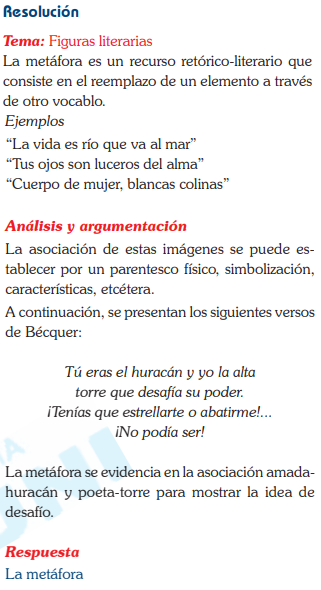 Resolución
Tema: Figuras literarias
La metáfora es un recurso retórico-literario que
consiste en el reemplazo de un elemento a través
de otro vocablo.
Ejemplos
“La vida es río que va al mar”
“Tus ojos son luceros del alma”
“Cuerpo de mujer, blancas colinas”
Análisis y argumentación
La asociación de estas imágenes se puede es-
tablecer por un parentesco físico, simbolización,
características, etcétera.
A continuación, se presentan los siguientes versos
de Bécquer:
Tú eras el huracán y yo la alta
torre que desafía su poder.
¡Tenías que estrellarte o abatirme!...
¡No podía ser!
La metáfora se evidencia en la asociación amada-
huracán y poeta-torre para mostrar la idea de
desafío.
Respuesta
La metáfora